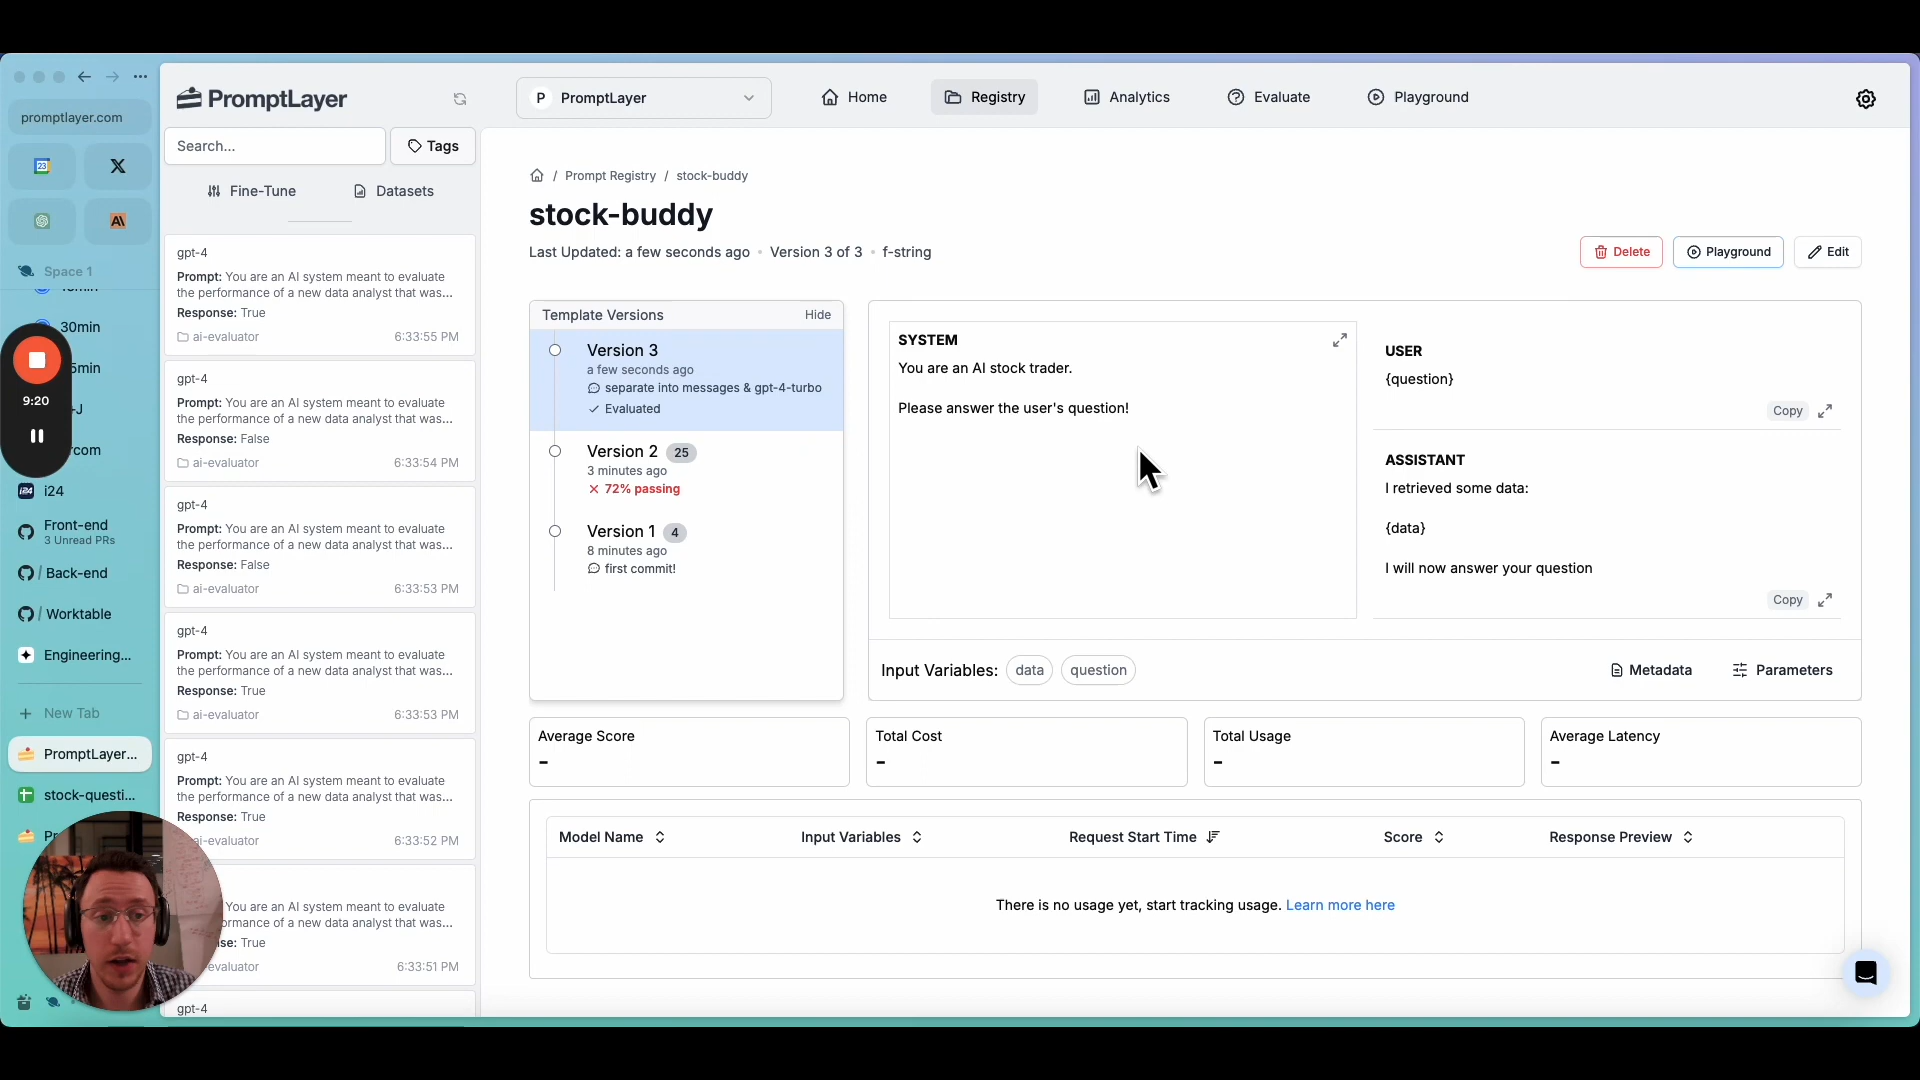 promptlayer.com
Space 1
30min
i24
Front-end
3 Unread PRs
/ Back-end
/ Worktable
Engineering...
New Tab
PromptLayer...
stock-questi...
9:20
PromptLayer
Search...
Tags
Fine-Tune
Datasets
gpt-4
Prompt: You are an AI system meant to evaluate
the performance of a new data analyst that was...
Response: True
ai-evaluator 6:33:55 PM
gpt-4
Prompt: You are an AI system meant to evaluate
the performance of a new data analyst that was...
Response: False
ai-evaluator 6:33:54 PM
gpt-4
Prompt: You are an AI system meant to evaluate
the performance of a new data analyst that was...
Response: False
ai-evaluator 6:33:53 PM
gpt-4
Prompt: You are an AI system meant to evaluate
the performance of a new data analyst that was...
Response: True
ai-evaluator 6:33:53 PM
gpt-4
Prompt: You are an AI system meant to evaluate
the performance of a new data analyst that was...
Response: True
ai-evaluator 6:33:52 PM
You are an AI system meant to evaluate
ormance of a new data analyst that was...
se: True
evaluator 6:33:51 PM
gpt-4
P PromptLayer
Home
Registry
Analytics
Evaluate
Playground
/ Prompt Registry / stock-buddy
stock-buddy
Last Updated: a few seconds ago • Version 3 of 3 • f-string
Delete
Playground
Edit
Template Versions Hide
Version 3
a few seconds ago
separate into messages & gpt-4-turbo
Evaluated
Version 2 25
3 minutes ago
72% passing
Version 1 4
8 minutes ago
first commit!
SYSTEM
You are an AI stock trader.
Please answer the user's question!
USER
{question}
Copy
ASSISTANT
I retrieved some data:
{data}
I will now answer your question
Copy
Input Variables: data question
Metadata
Parameters
Average Score
-
Total Cost
-
Total Usage
-
Average Latency
-
Model Name Input Variables Request Start Time Score Response Preview
There is no usage yet, start tracking usage. Learn more here